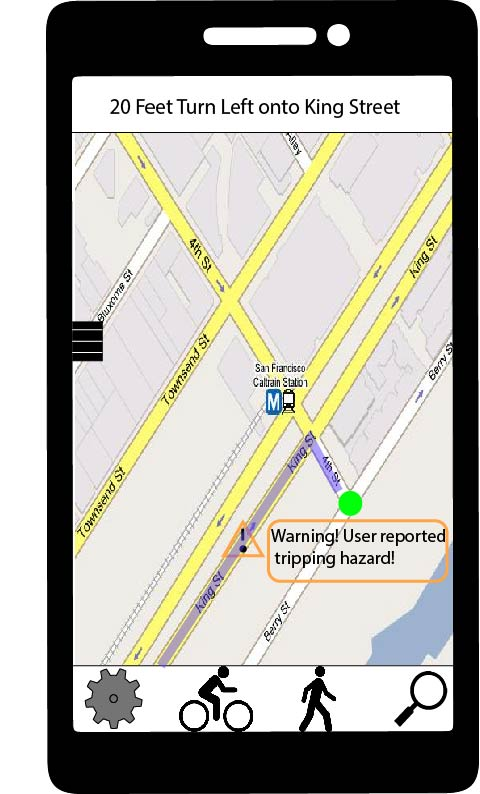 20 Feet Turn Left onto King Street
Alley
4th St
King St
Bluxome St
Townsend St
San Francisco
Caltrain Station
M
Berry St
King St
4th St
Townsend St
!
Warning! User reported
tripping hazard!
King St
Berry St